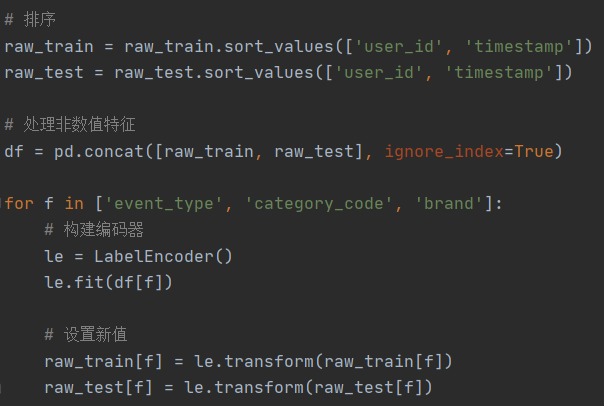 # 排序
raw_train = raw_train.sort_values(['user_id', 'timestamp'])
raw_test = raw_test.sort_values(['user_id', 'timestamp'])
# 处理非数值特征
df = pd.concat([raw_train, raw_test], ignore_index=True)
for f in ['event_type', 'category_code', 'brand']:
# 构建编码器
le = LabelEncoder()
le.fit(df[f])
# 设置新值
raw_train[f] = le.transform(raw_train[f])
raw_test[f] = le.transform(raw_test[f])